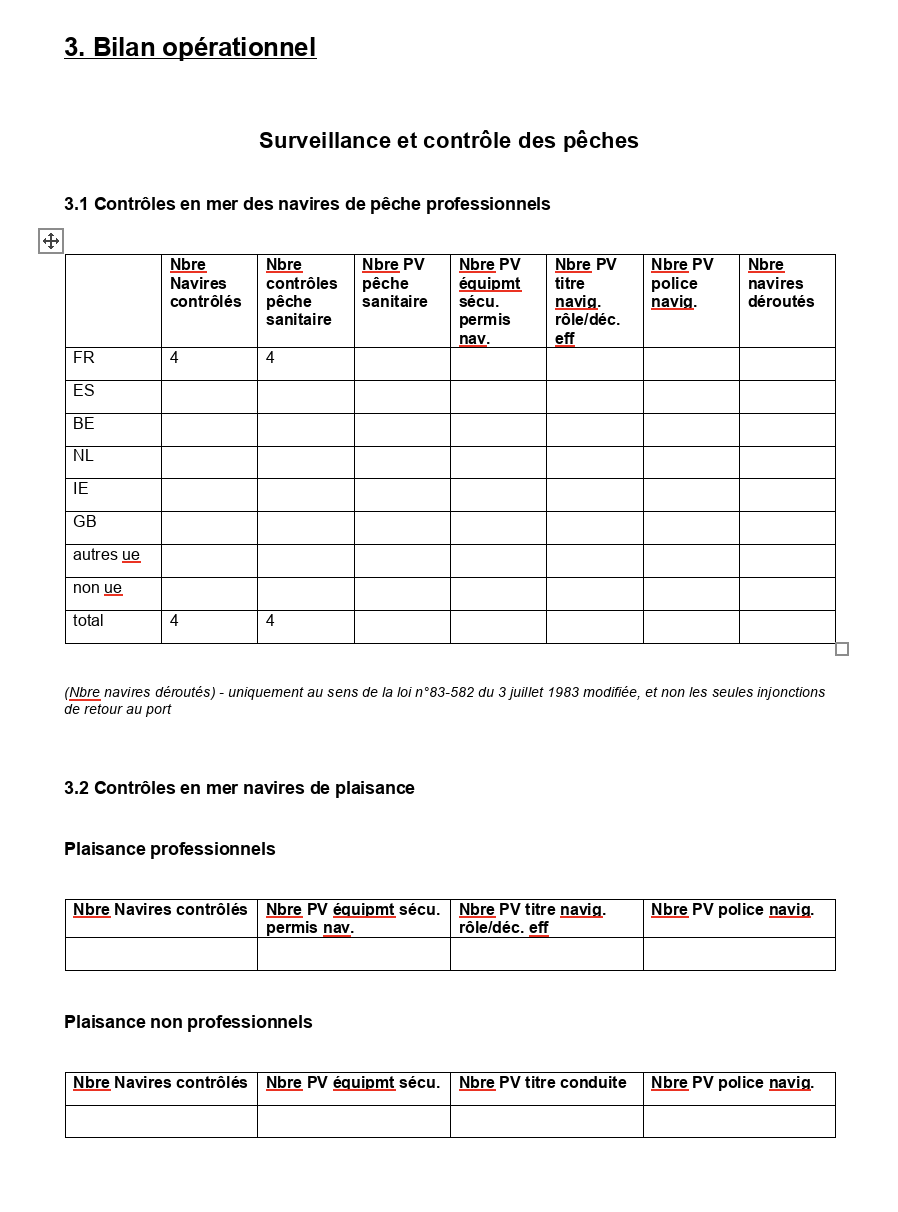 3. Bilan opérationnel
Surveillance et contrôle des pêches
3.1 Contrôles en mer des navires de pêche professionnels
Nbre Navires contrôlés
Nbre contrôles pêche sanitaire
Nbre PV pêche sanitaire
Nbre PV équipmt sécu. permis nav.
Nbre PV titre navig. rôle/déc. eff
Nbre PV police navig.
Nbre navires déroutés
FR 4 4
ES
BE
NL
IE
GB
autres ue
non ue
total 4 4
(Nbre navires déroutés) - uniquement au sens de la loi n°83-582 du 3 juillet 1983 modifiée, et non les seules injonctions
de retour au port
3.2 Contrôles en mer navires de plaisance
Plaisance professionnels
Nbre Navires contrôlés
Nbre PV équipmt sécu. permis nav.
Nbre PV titre navig. rôle/déc. eff
Nbre PV police navig.
Plaisance non professionnels
Nbre Navires contrôlés
Nbre PV équipmt sécu.
Nbre PV titre conduite
Nbre PV police navig.